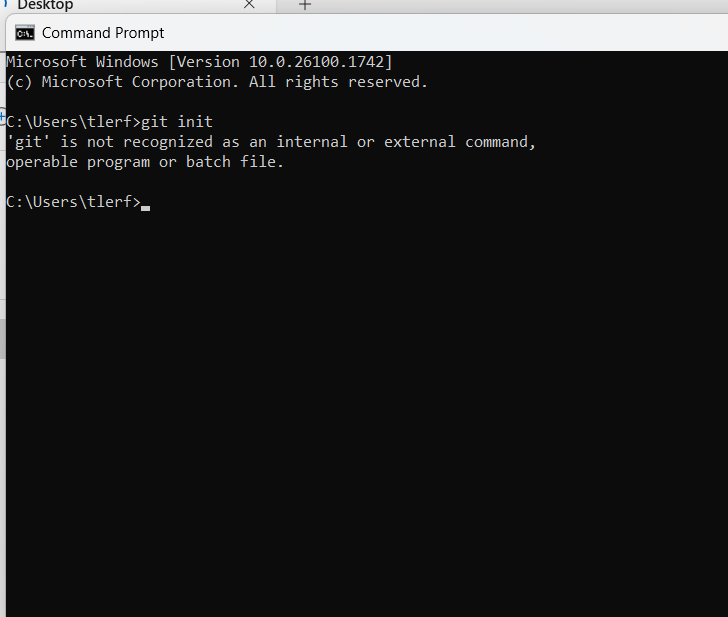 Desktop
Command Prompt
Microsoft Windows [Version 10.0.26100.1742]
(c) Microsoft Corporation. All rights reserved.
C:\Users\tlerf>git init
'git' is not recognized as an internal or external command,
operable program or batch file.
C:\Users\tlerf>